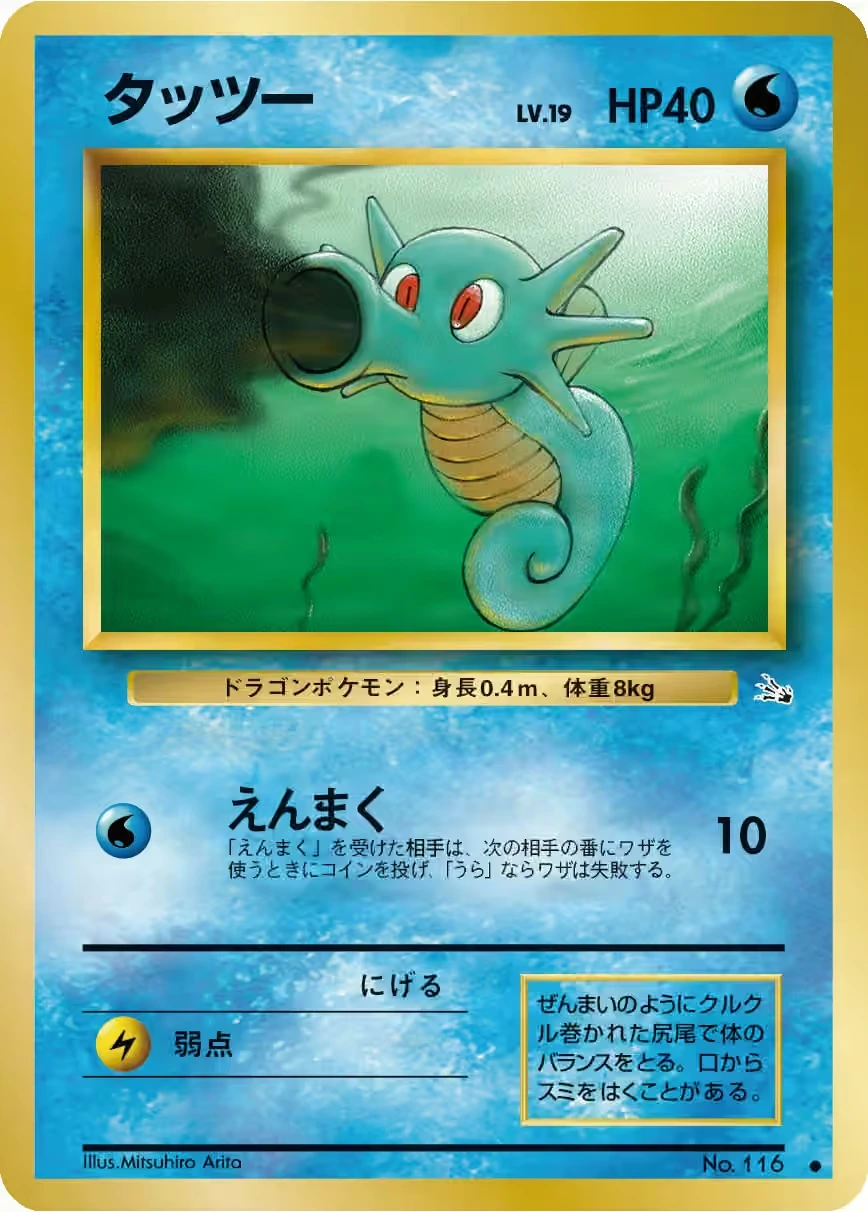 タッツー LV.19 HP40
ドラゴンポケモン：身長0.4m、体重8kg
えんまく 10
「えんまく」を受けた相手は、次の相手の番にワザを
使うときにコインを投げ、「うら」ならワザは失敗する。
にげる
弱点
ぜんまいのようにクルク
ル巻かれた尻尾で体の
バランスをとる。口から
スミをはくことがある。
Illus.Mitsuhiro Arita No. 116